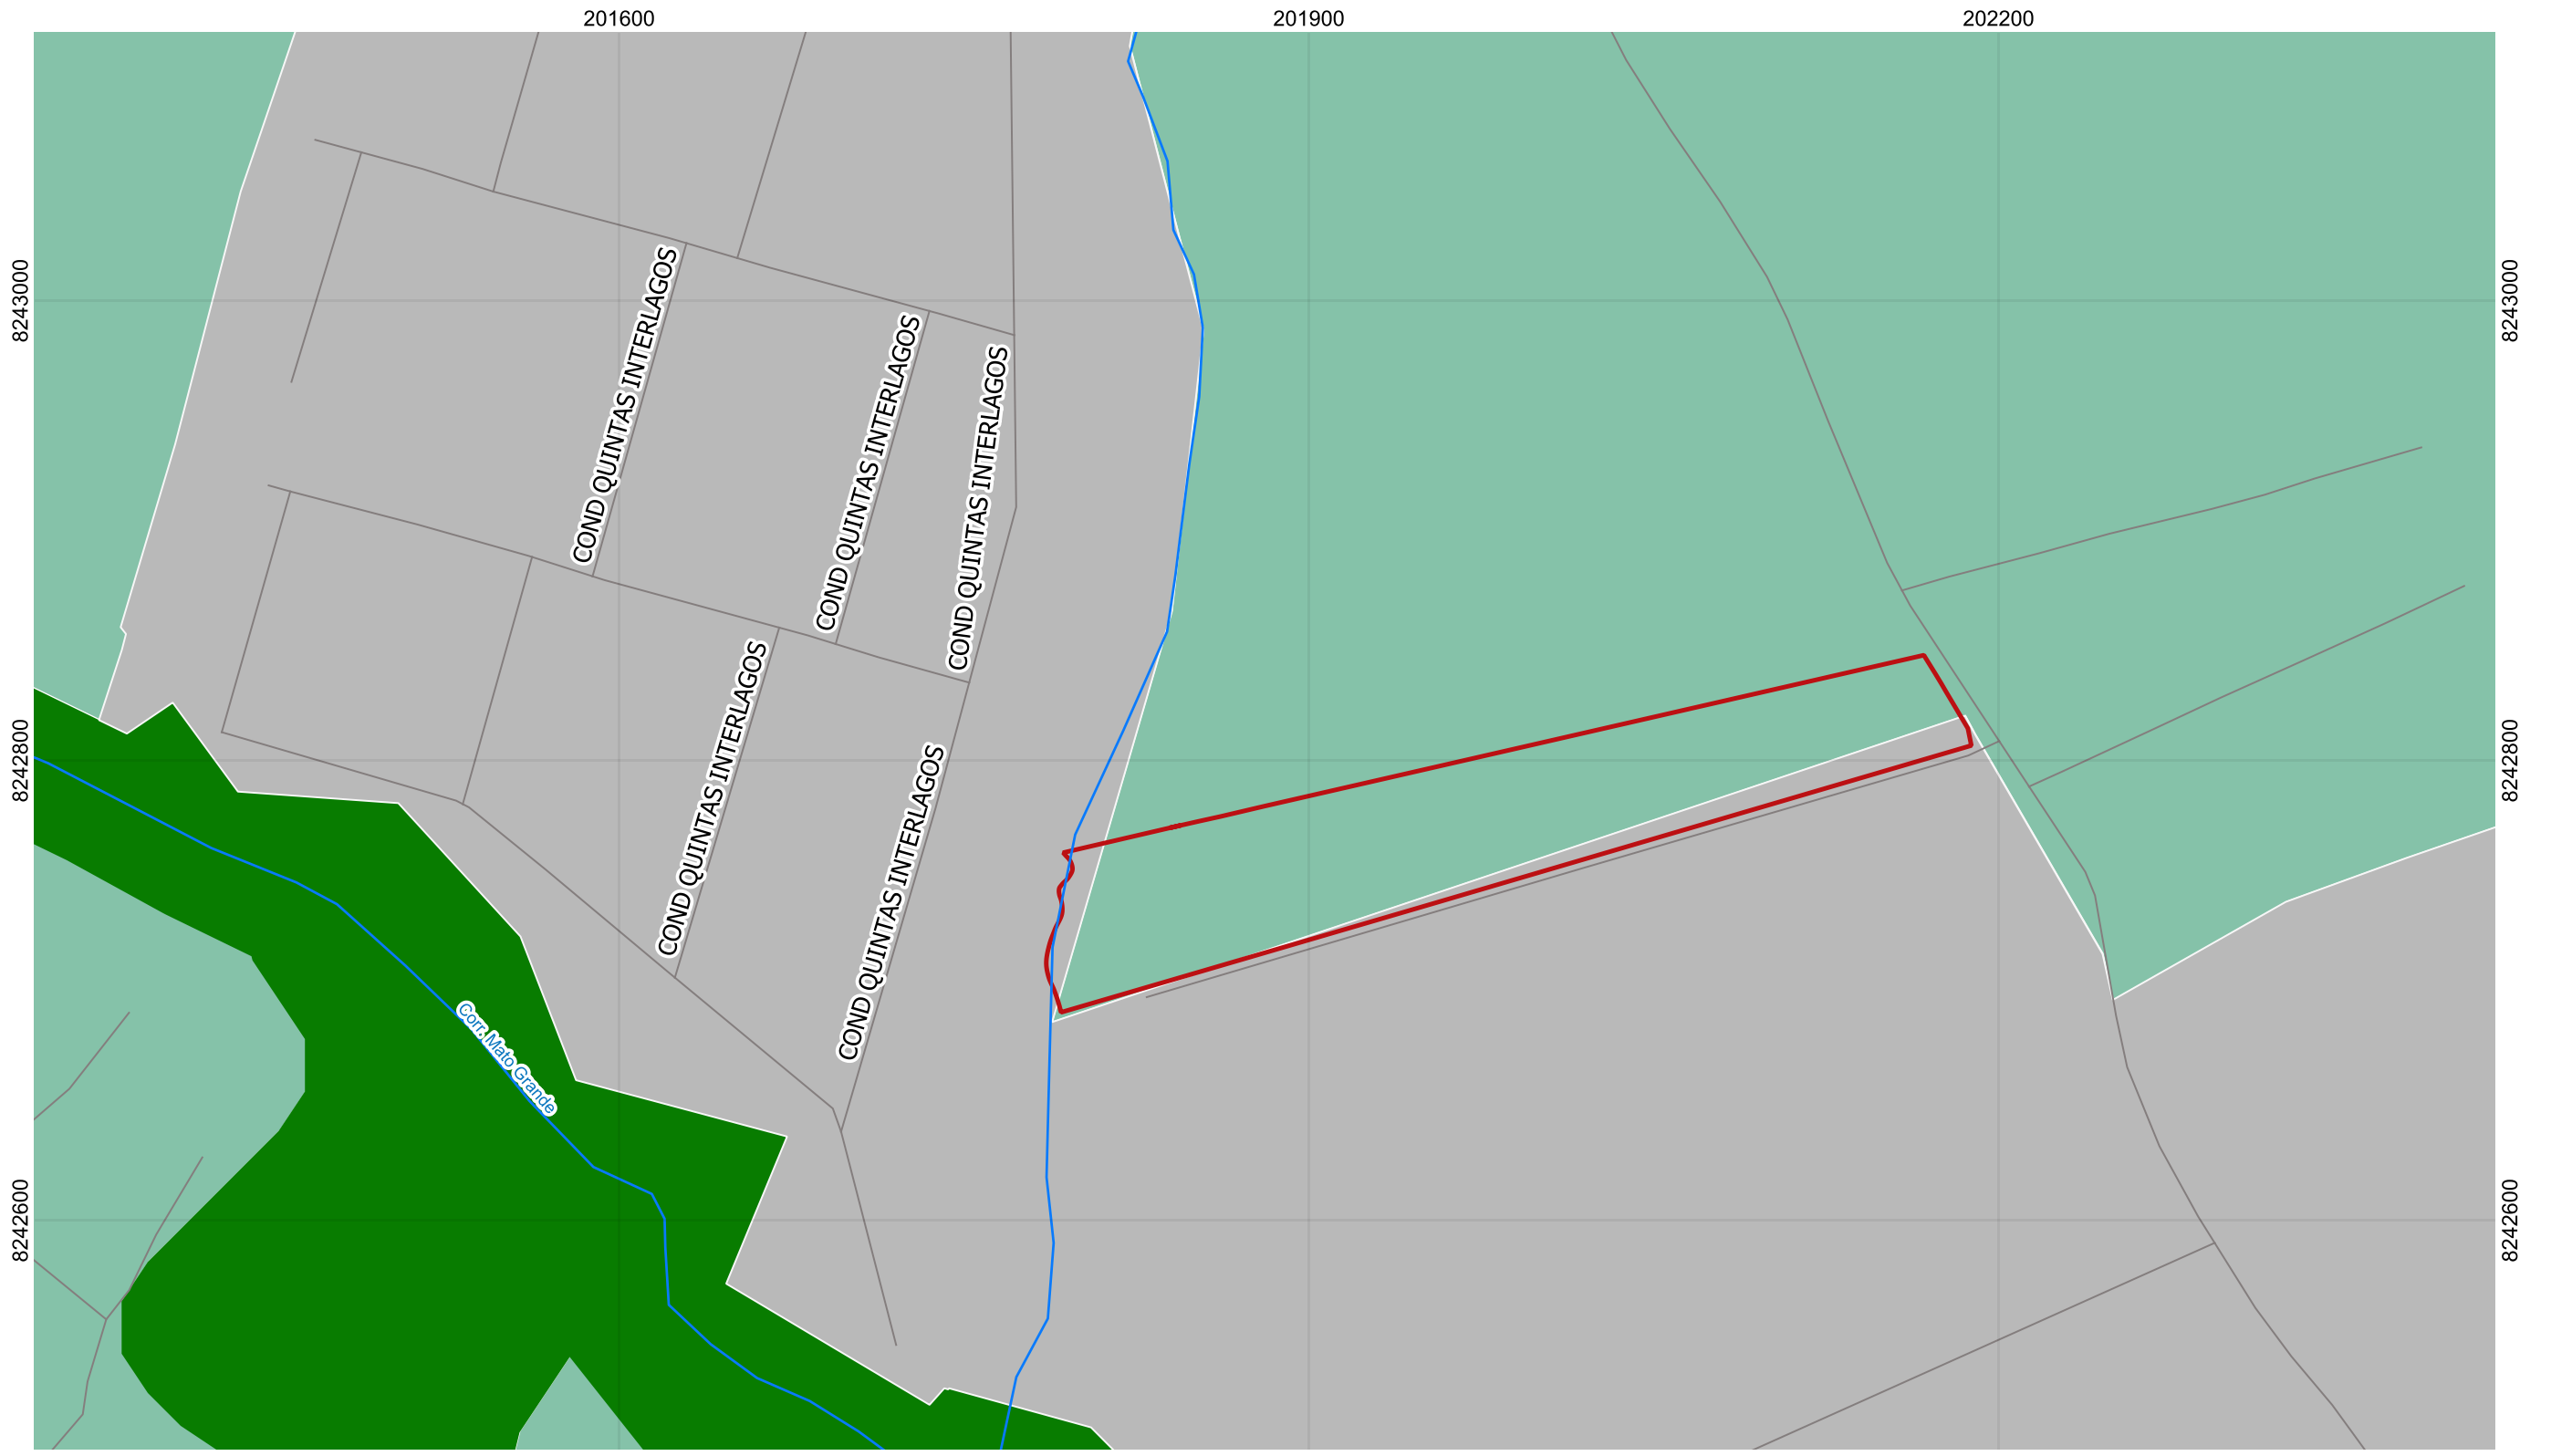 201600
201900
202200
8243000
8243000
COND QUINTAS INTERLAGOS
COND QUINTAS INTERLAGOS
COND QUINTAS INTERLAGOS
COND QUINTAS INTERLAGOS
COND QUINTAS INTERLAGOS
8242800
8242800
Corr. Mato Grande
8242600
8242600